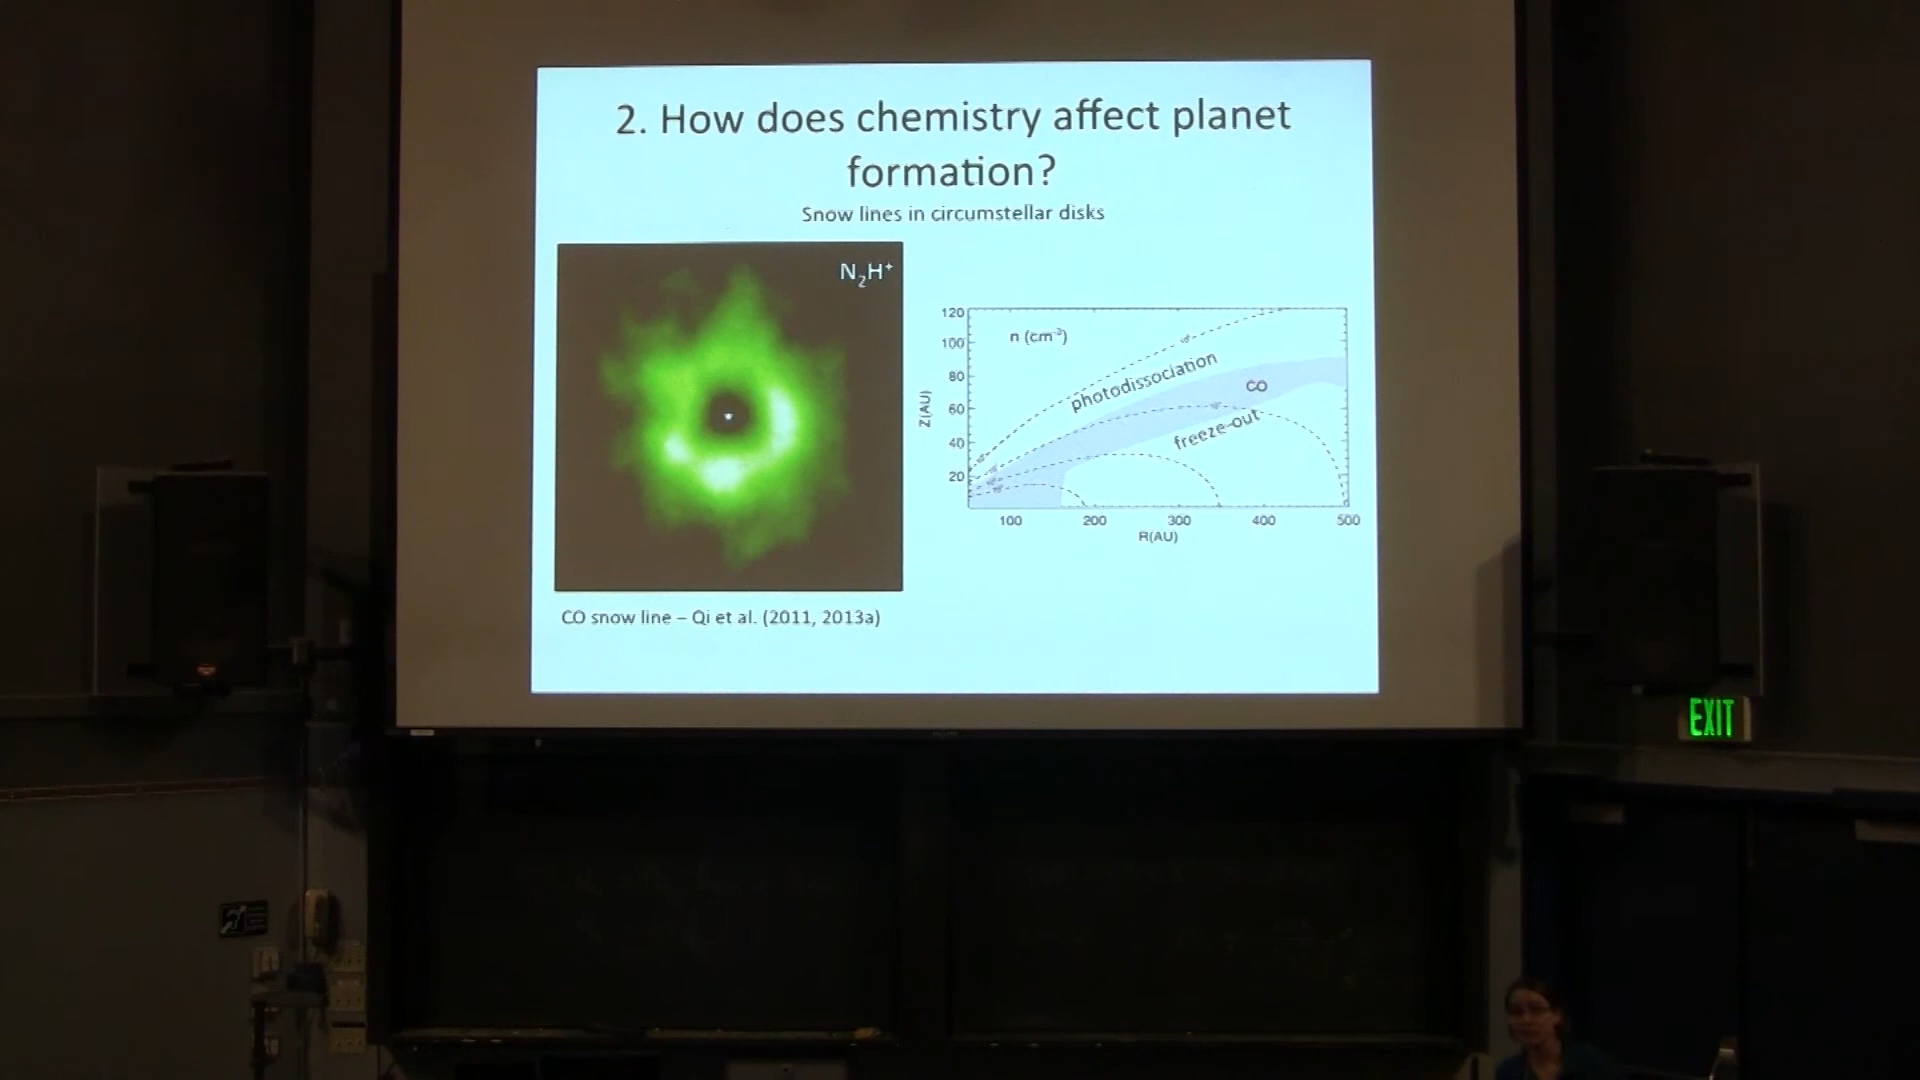 2. How does chemistry affect planet
formation?
Snow lines in circumstellar disks
N₂H⁺
CO snow line – Qi et al. (2011, 2013a)
n (cm⁻³)
photodissociation
CO
freeze-out
120
100
80
60
40
20
Z(AU)
100 200 300 400 500
R(AU)
EXIT